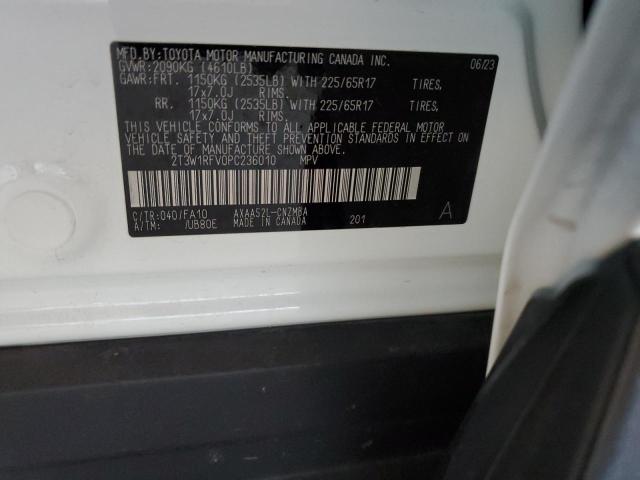 MFD.BY:TOYOTA MOTOR MANUFACTURING CANADA INC. 06/23
GVWR:2090KG (4610LB)
GAWR:FRT. 1150KG (2535LB) WITH 225/65R17 TIRES,
17x7.0J RIMS.
RR. 1150KG (2535LB) WITH 225/65R17 TIRES,
17x7.0J RIMS.
THIS VEHICLE CONFORMS TO ALL APPLICABLE FEDERAL MOTOR
VEHICLE SAFETY AND THEFT PREVENTION STANDARDS IN EFFECT
ON THE DATE OF MANUFACTURE SHOWN ABOVE.
2T3W1RFV0PC236010 MPV
C/TR:040/FA10 AXAA52L-CNZMBA
A/TM: /UB80E MADE IN CANADA 201 A